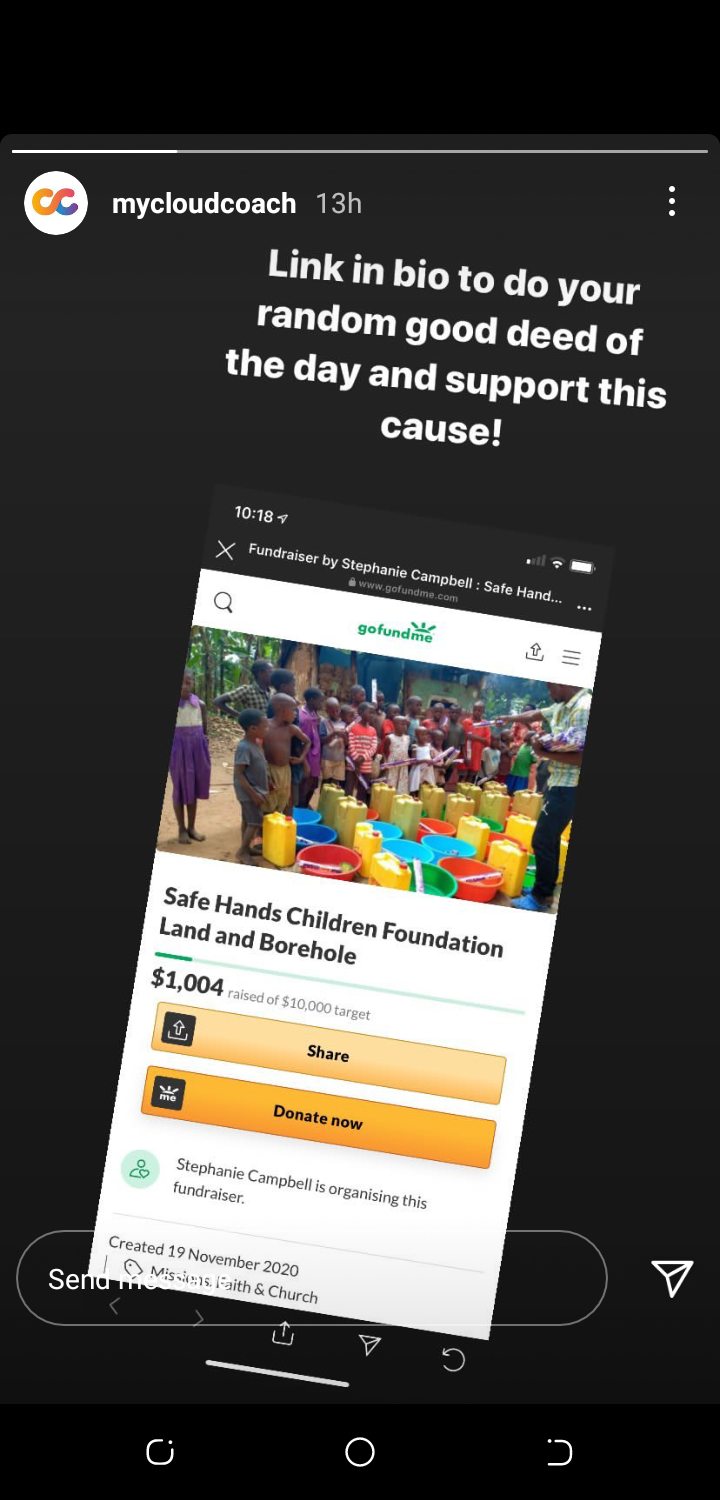 mycloudcoach 13h
Link in bio to do your
random good deed of
the day and support this
cause!
10:18
Fundraiser by Stephanie Campbell : Safe Hand...
www.gofundme.com
gofundme
Safe Hands Children Foundation
Land and Borehole
$1,004 raised of $10,000 target
Share
me
Donate now
Stephanie Campbell is organising this
fundraiser.
Created 19 November 2020
Faith & Church
Send message